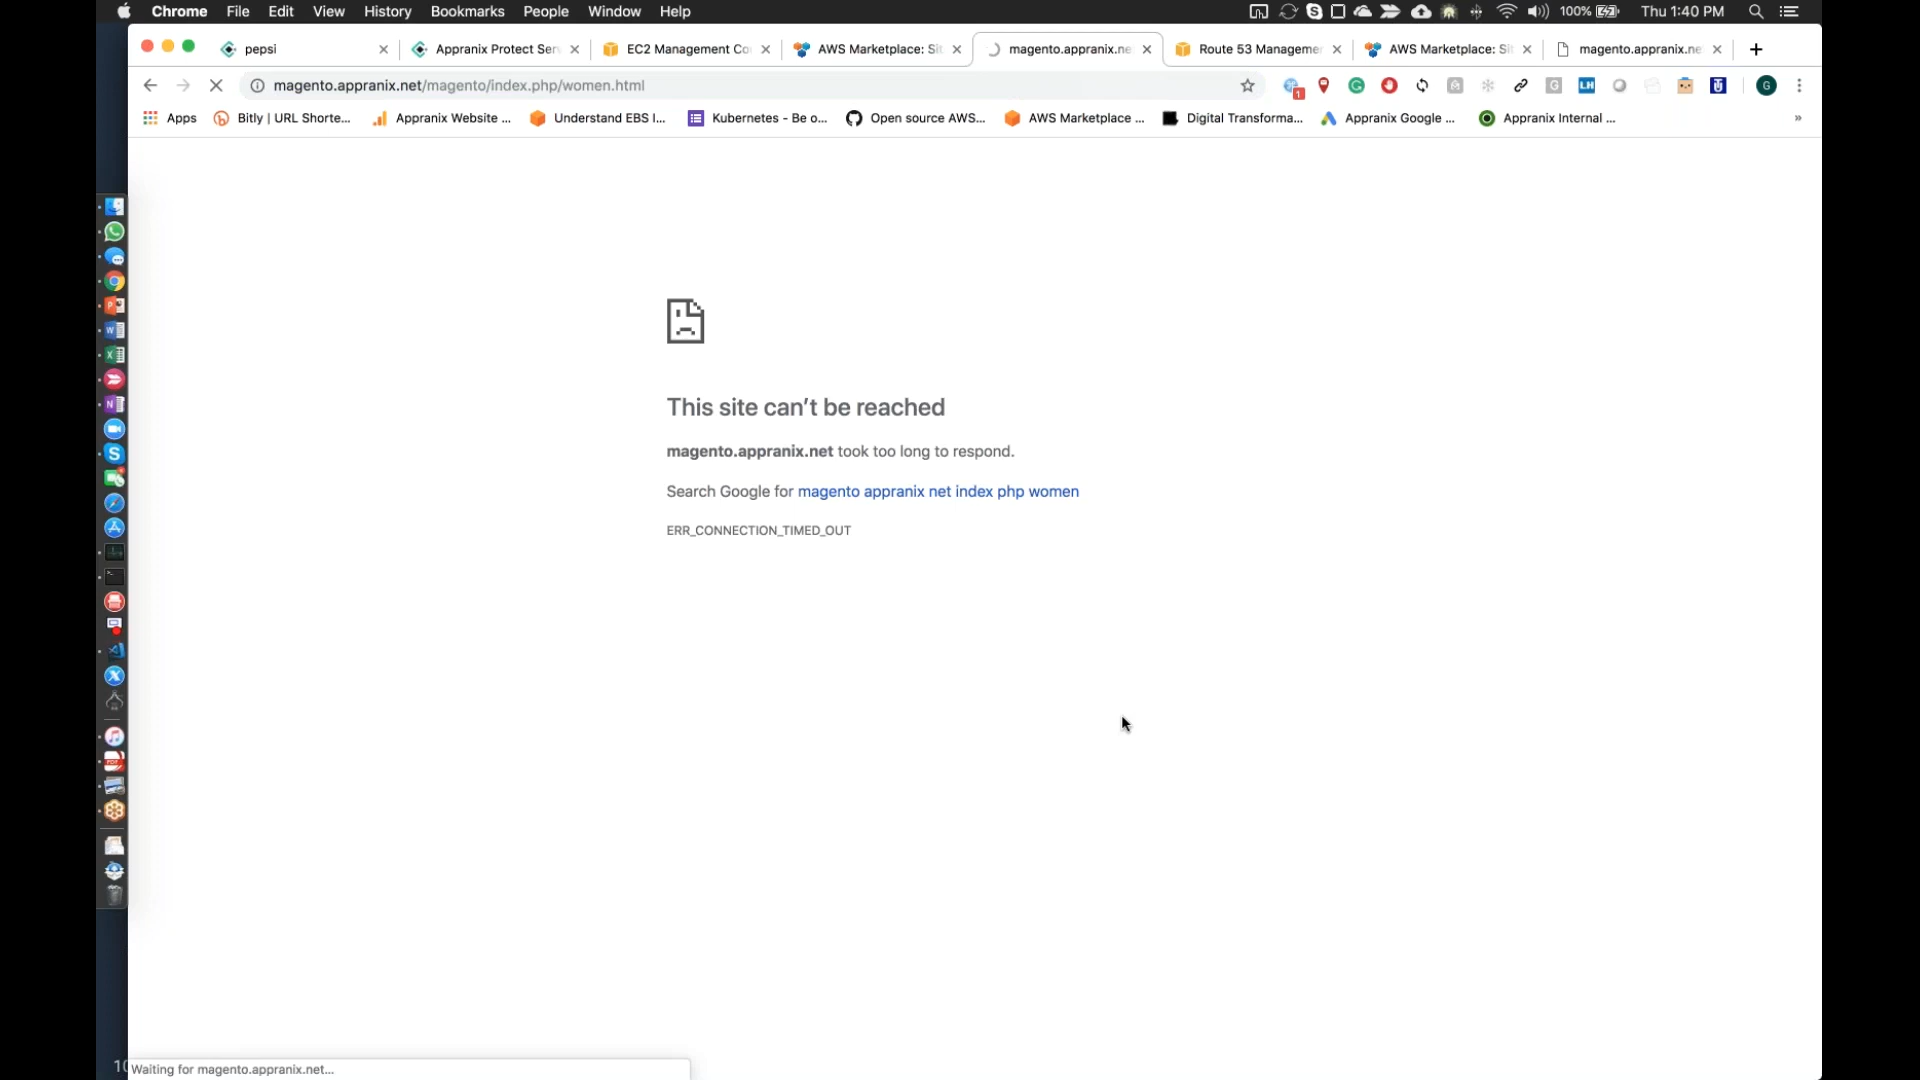 Chrome File Edit View History Bookmarks People Window Help 100% Thu 1:40 PM
pepsi Appranix Protect Ser EC2 Management Co AWS Marketplace: Sit magento.appranix.ne Route 53 Manageme AWS Marketplace: Sit magento.appranix.ne
magento.appranix.net/magento/index.php/women.html
Apps Bitly | URL Shorte... Appranix Website ... Understand EBS I... Kubernetes - Be o... Open source AWS... AWS Marketplace ... Digital Transforma... Appranix Google ... Appranix Internal ... »
This site can't be reached
magento.appranix.net took too long to respond.
Search Google for magento appranix net index php women
ERR_CONNECTION_TIMED_OUT
Waiting for magento.appranix.net...